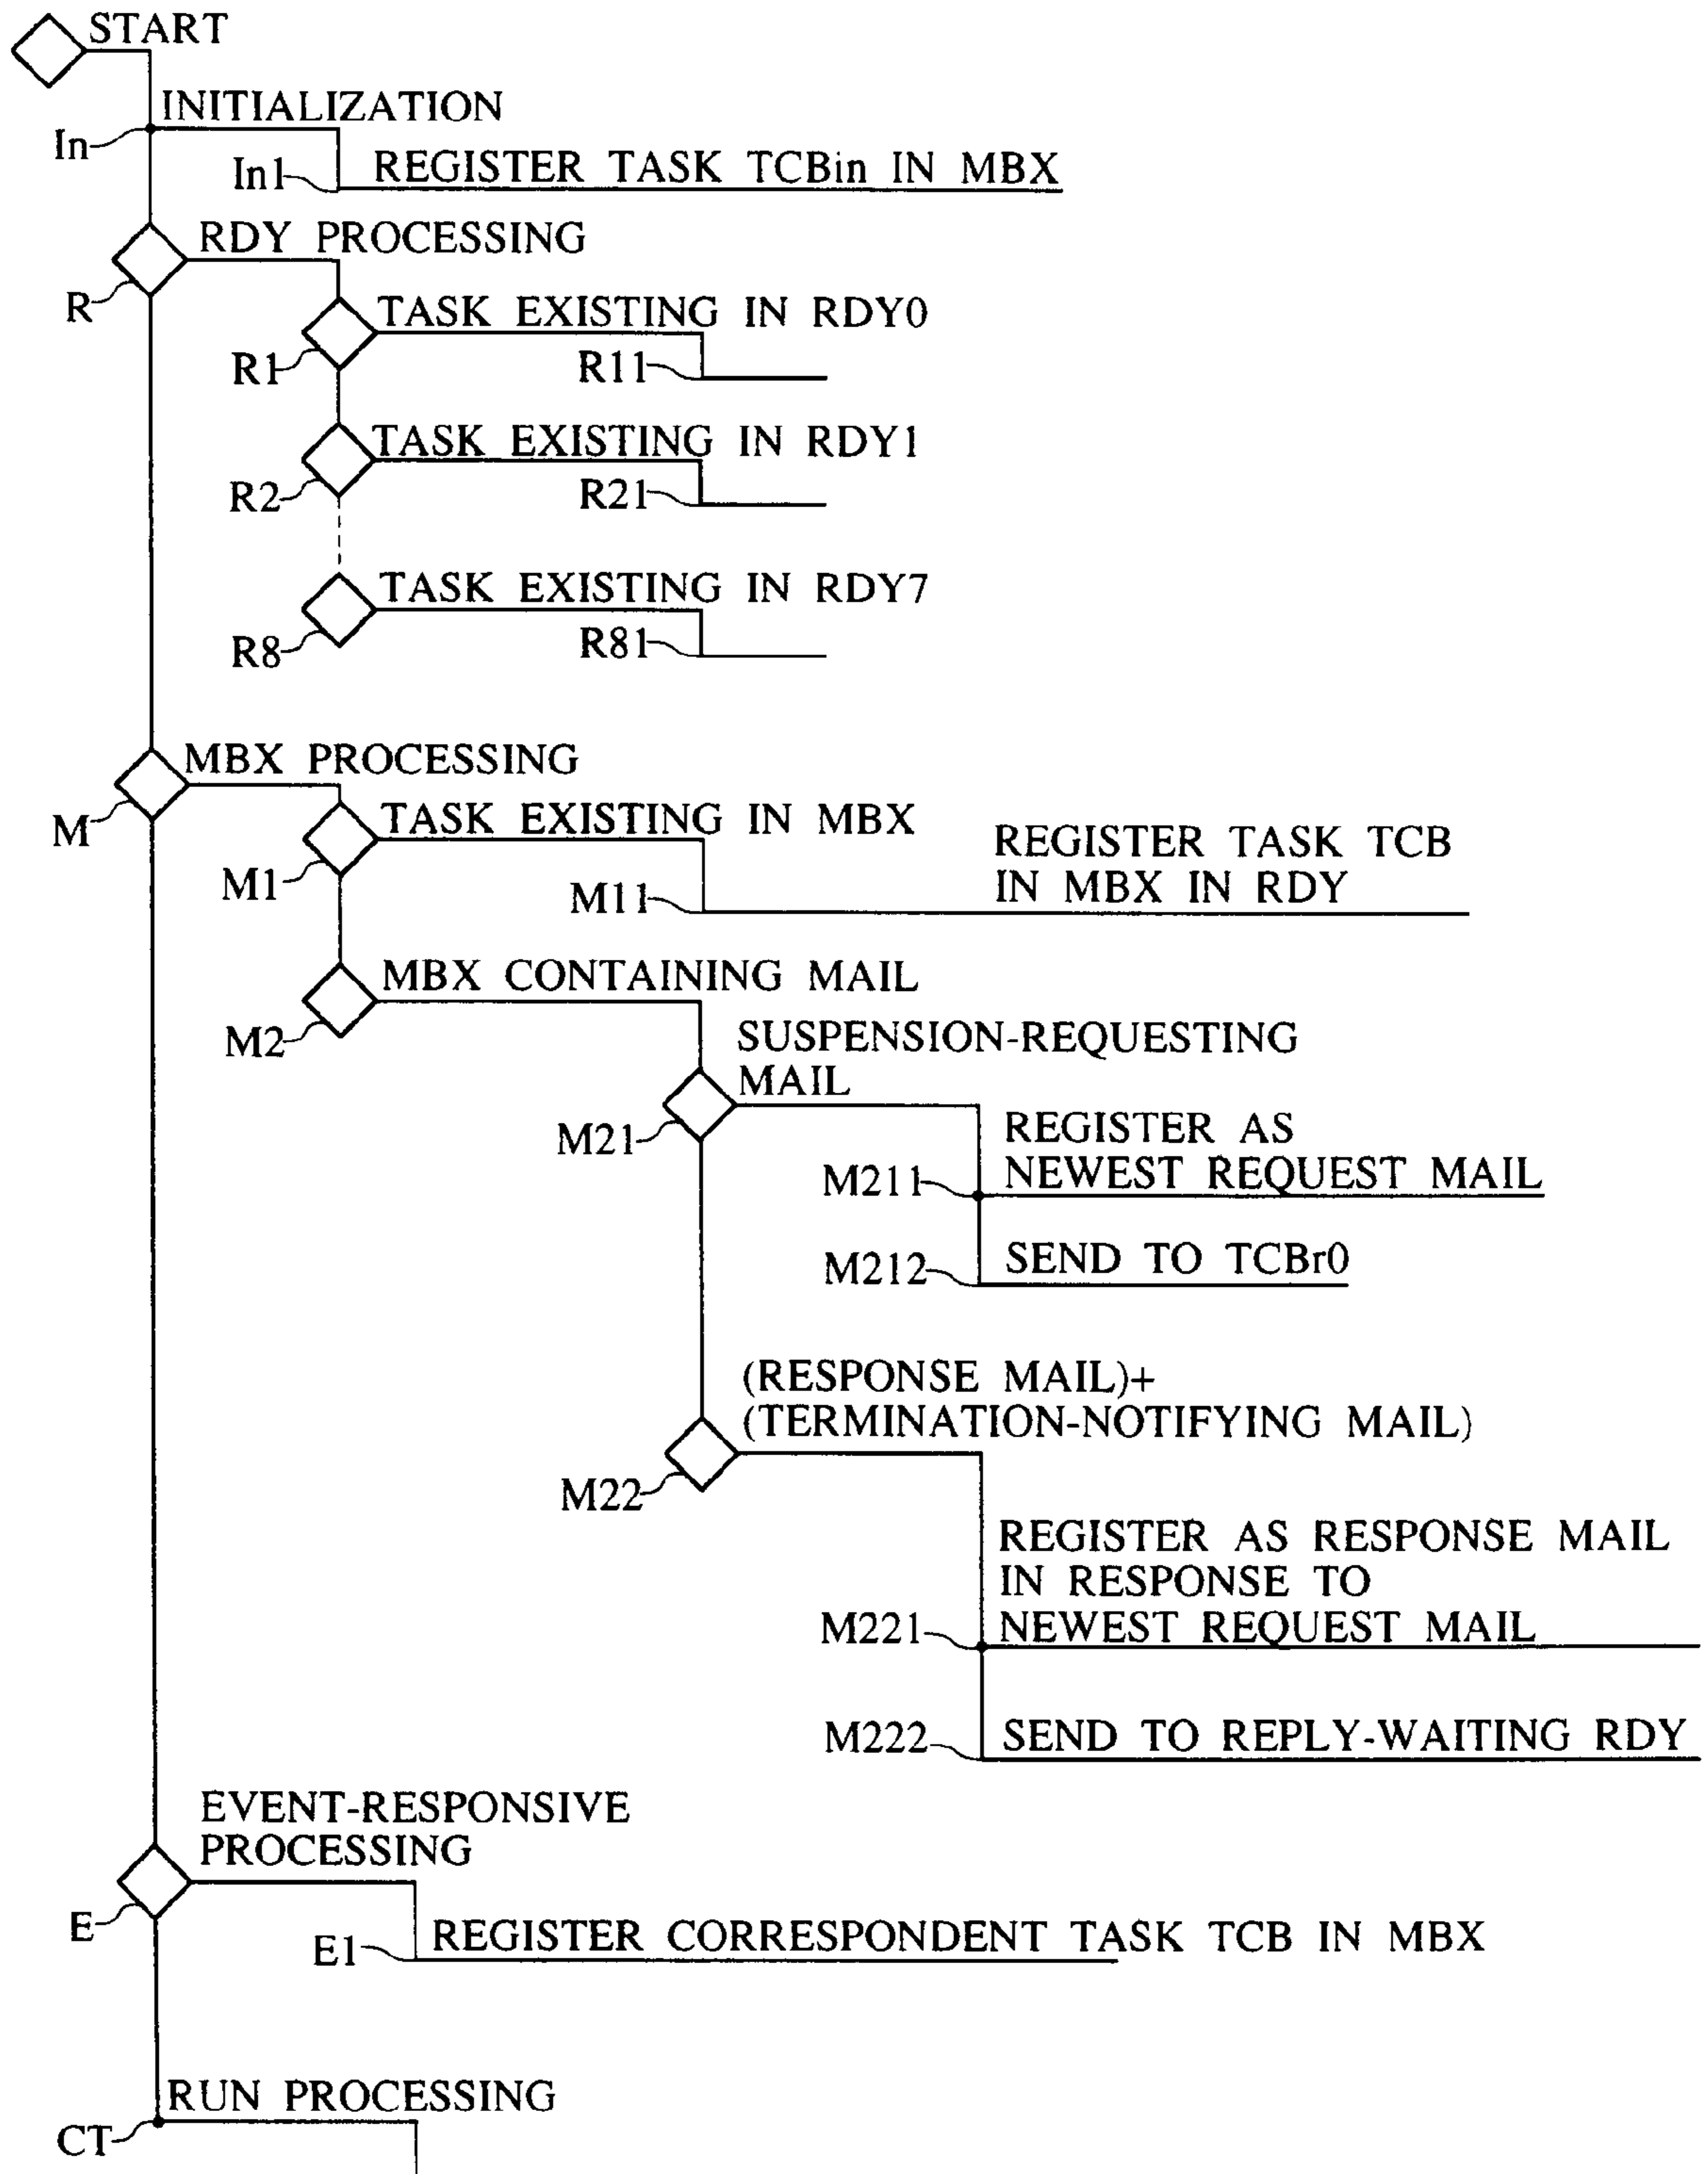 START
INITIALIZATION
In
In1 REGISTER TASK TCBin IN MBX
RDY PROCESSING
R
TASK EXISTING IN RDY0
R1
R11
TASK EXISTING IN RDY1
R2
R21
TASK EXISTING IN RDY7
R8
R81
MBX PROCESSING
M
TASK EXISTING IN MBX
M1
REGISTER TASK TCB
IN MBX IN RDY
M11
MBX CONTAINING MAIL
M2
SUSPENSION-REQUESTING
MAIL
M21
REGISTER AS
NEWEST REQUEST MAIL
M211
SEND TO TCBr0
M212
(RESPONSE MAIL)+
(TERMINATION-NOTIFYING MAIL)
M22
REGISTER AS RESPONSE MAIL
IN RESPONSE TO
NEWEST REQUEST MAIL
M221
SEND TO REPLY-WAITING RDY
M222
EVENT-RESPONSIVE
PROCESSING
E
E1 REGISTER CORRESPONDENT TASK TCB IN MBX
RUN PROCESSING
CT